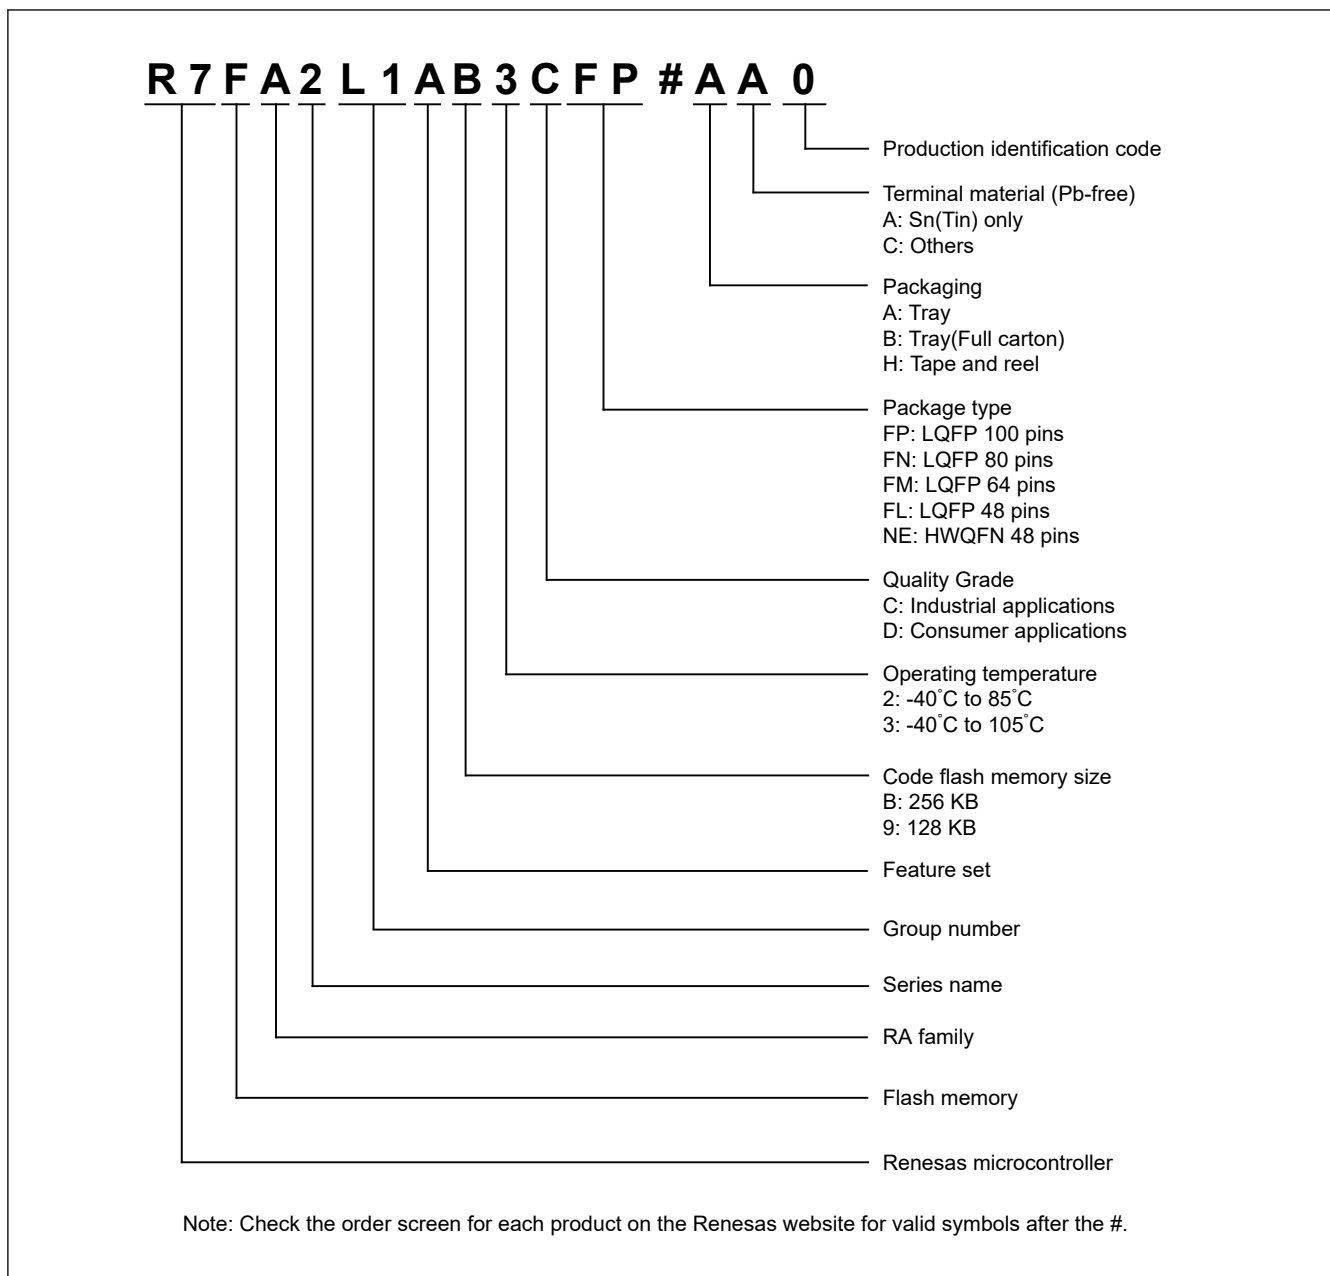 R7FA2L1AB3CFP#AA0
Production identification code
Terminal material (Pb-free)
A: Sn(Tin) only
C: Others
Packaging
A: Tray
B: Tray(Full carton)
H: Tape and reel
Package type
FP: LQFP 100 pins
FN: LQFP 80 pins
FM: LQFP 64 pins
FL: LQFP 48 pins
NE: HWQFN 48 pins
Quality Grade
C: Industrial applications
D: Consumer applications
Operating temperature
2: -40°C to 85°C
3: -40°C to 105°C
Code flash memory size
B: 256 KB
9: 128 KB
Feature set
Group number
Series name
RA family
Flash memory
Renesas microcontroller
Note: Check the order screen for each product on the Renesas website for valid symbols after the #.